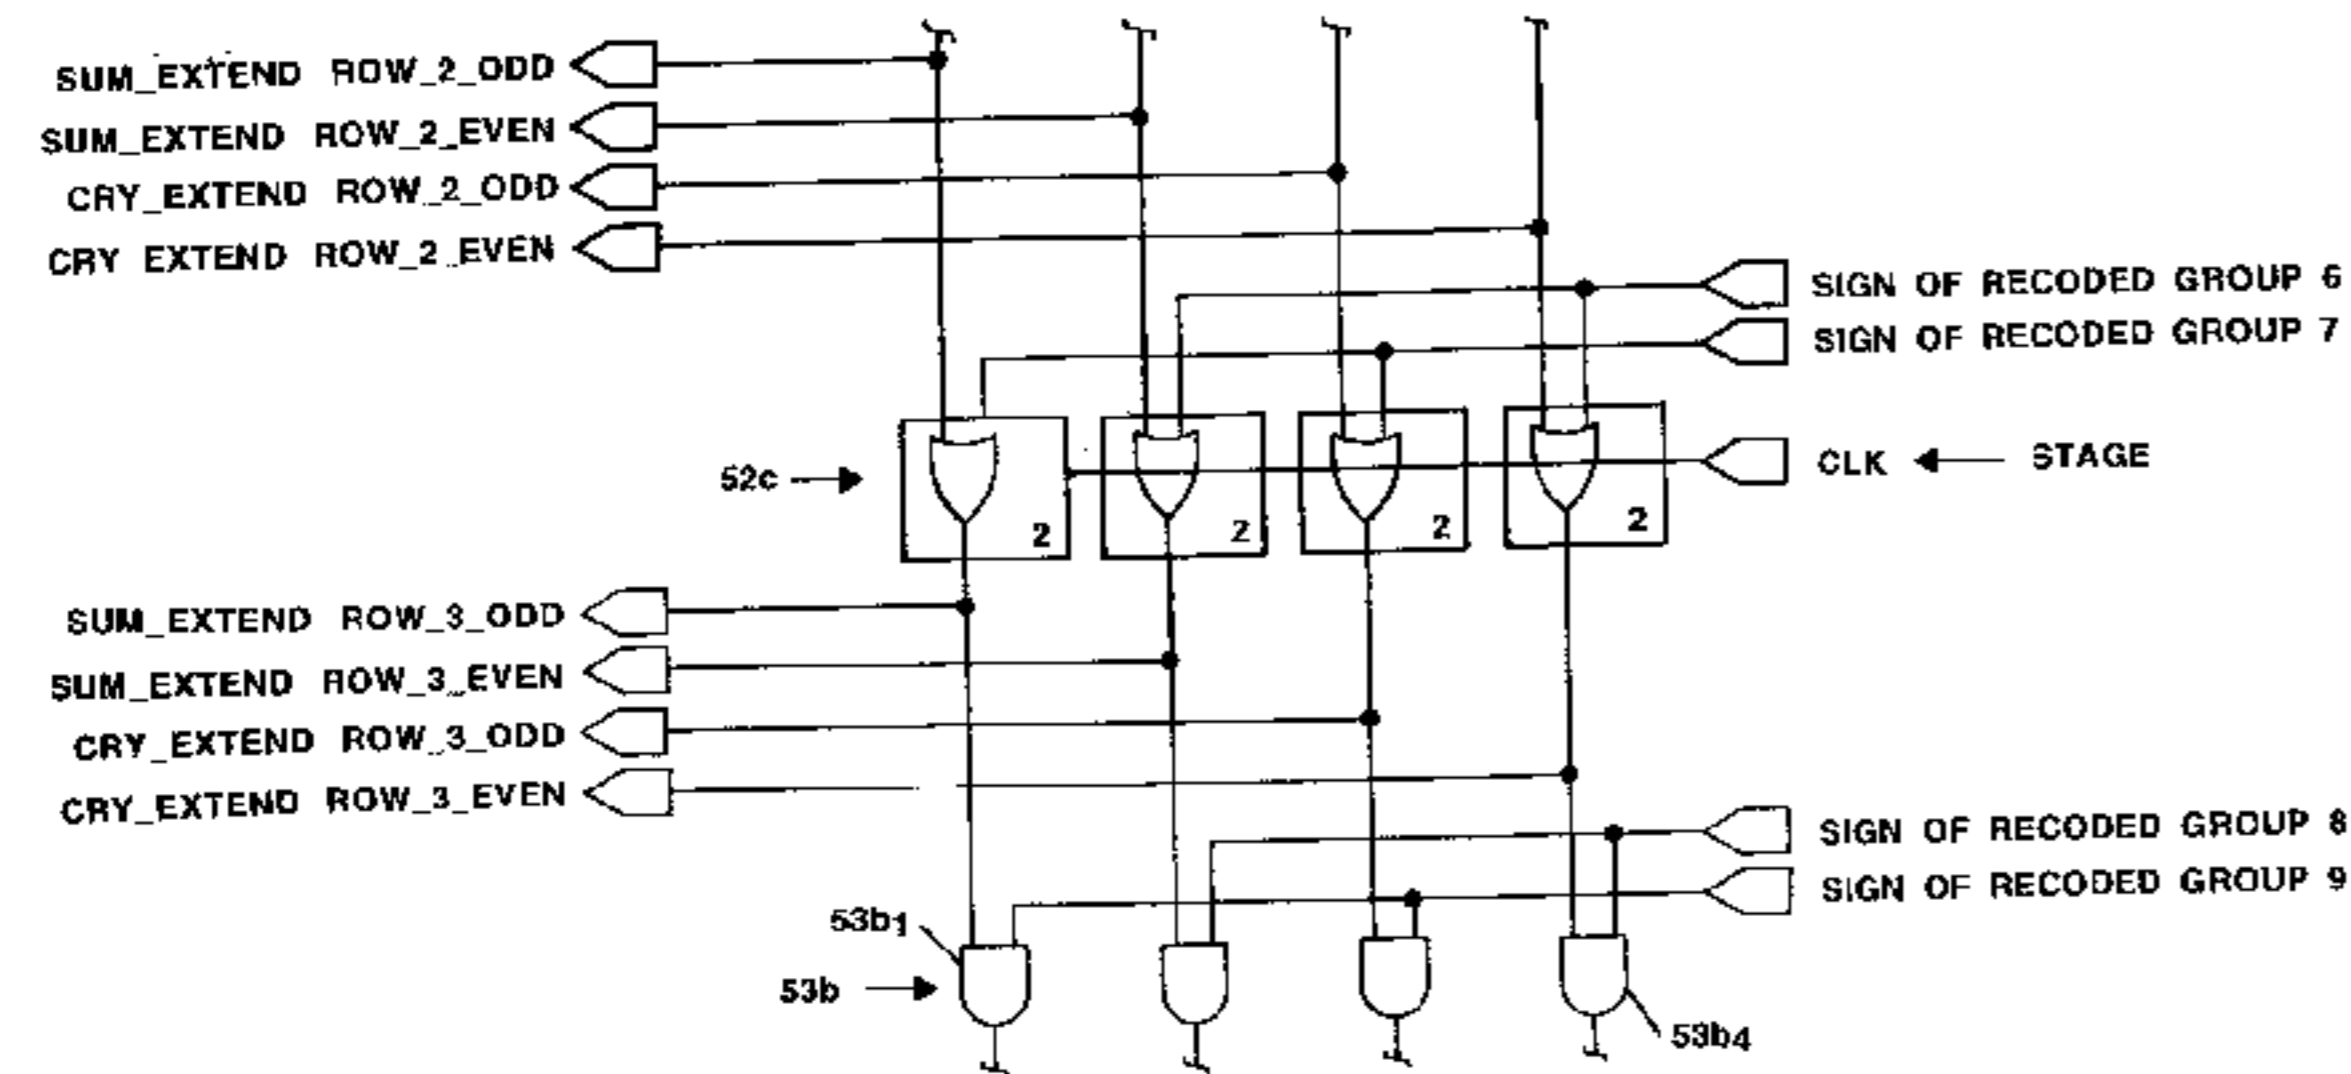 SUM_EXTEND ROW_2_ODD
SUM_EXTEND ROW_2_EVEN
CRY_EXTEND ROW_2_ODD
CRY EXTEND ROW_2_EVEN
SIGN OF RECODED GROUP 6
SIGN OF RECODED GROUP 7
52c
2
2
2
2
CLK
STAGE
SUM_EXTEND ROW_3_ODD
SUM_EXTEND ROW_3_EVEN
CRY_EXTEND ROW_3_ODD
CRY_EXTEND ROW_3_EVEN
SIGN OF RECODED GROUP 8
SIGN OF RECODED GROUP 9
53b1
53b
53b4